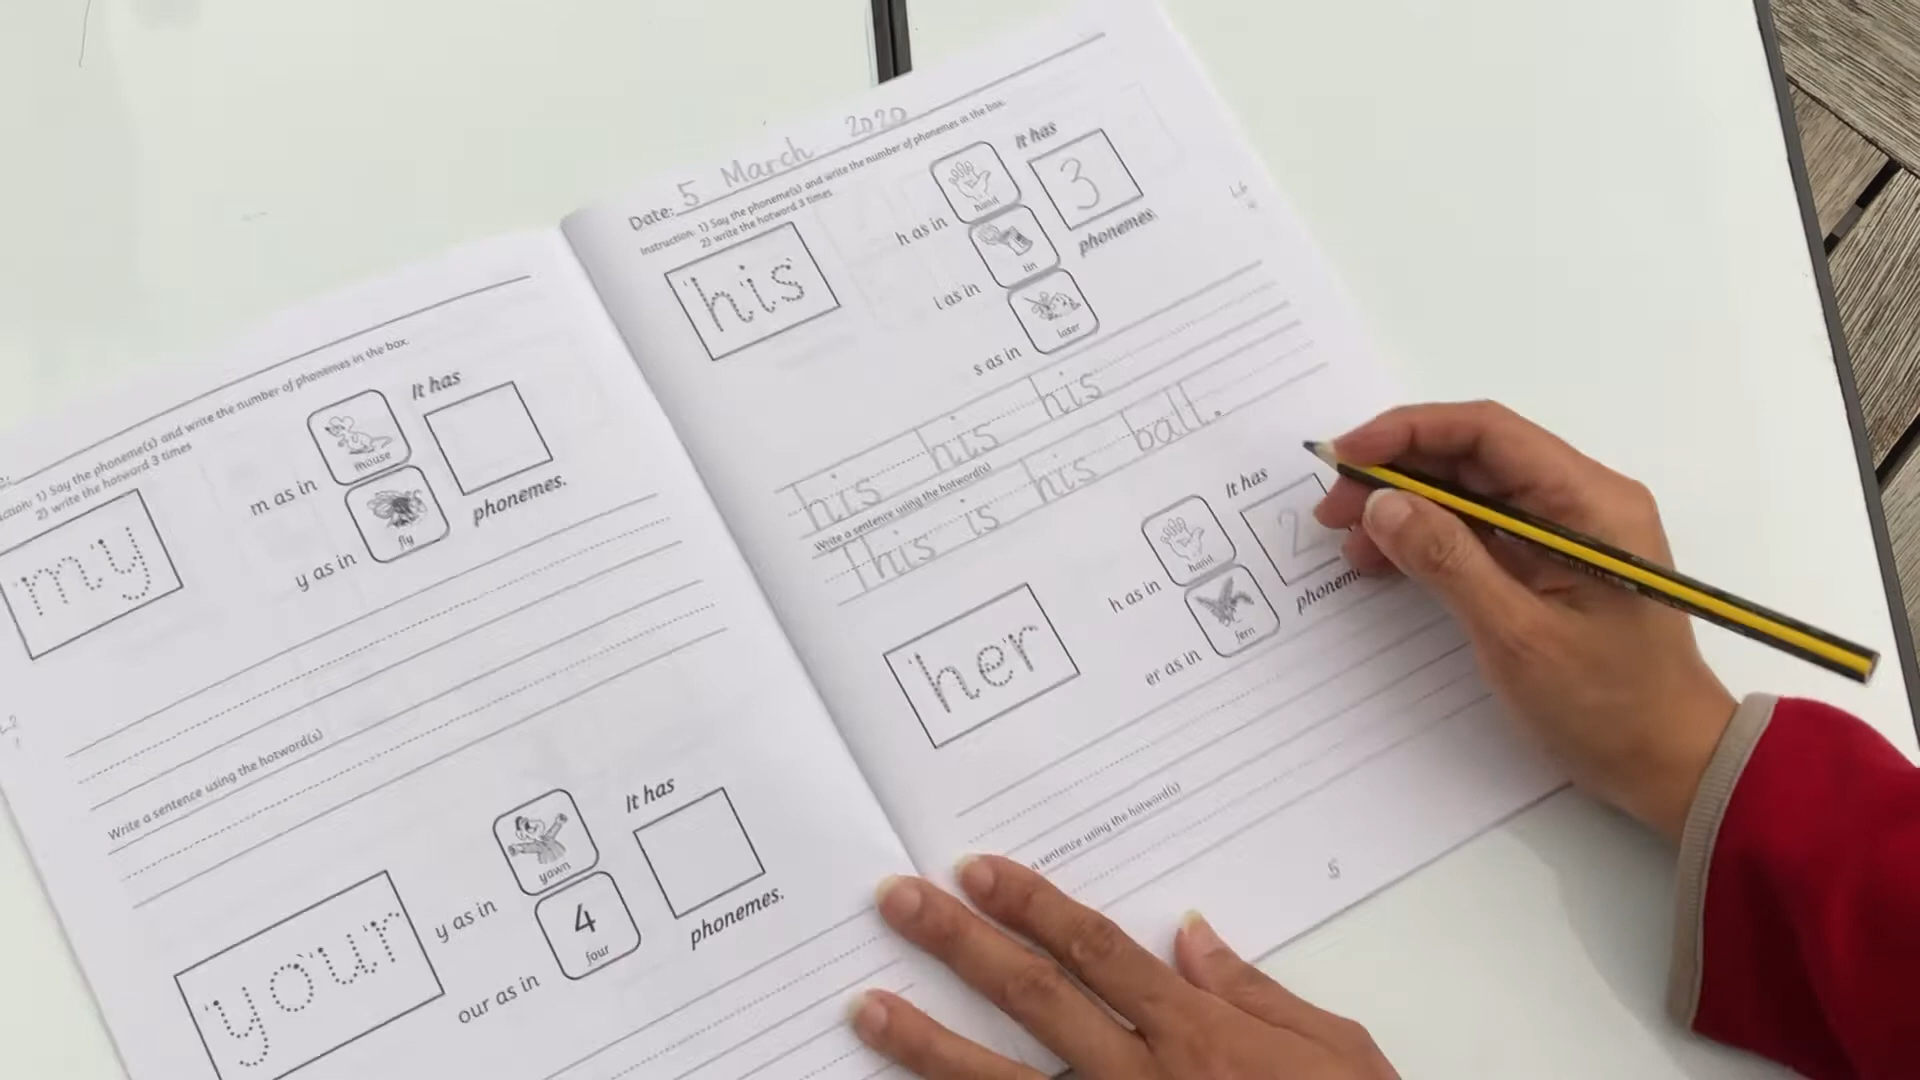 ction: 1) Say the phoneme(s) and write the number of phonemes in the box.
2) write the hotword 3 times
my
m as in
mouse
y as in
fly
It has
phonemes.
Write a sentence using the hotword(s)
your
y as in
yawn
our as in
4
four
It has
phonemes.
Date: 5 March 2020
Instruction: 1) Say the phoneme(s) and write the number of phonemes in the box.
2) write the hotword 3 times
his
h as in
hand
i as in
tin
s as in
later
It has
3
phonemes.
his his his
Write a sentence using the hotword(s)
This is his ball.
her
h as in
hand
er as in
fern
It has
2
phonem
a sentence using the hotword(s)
5